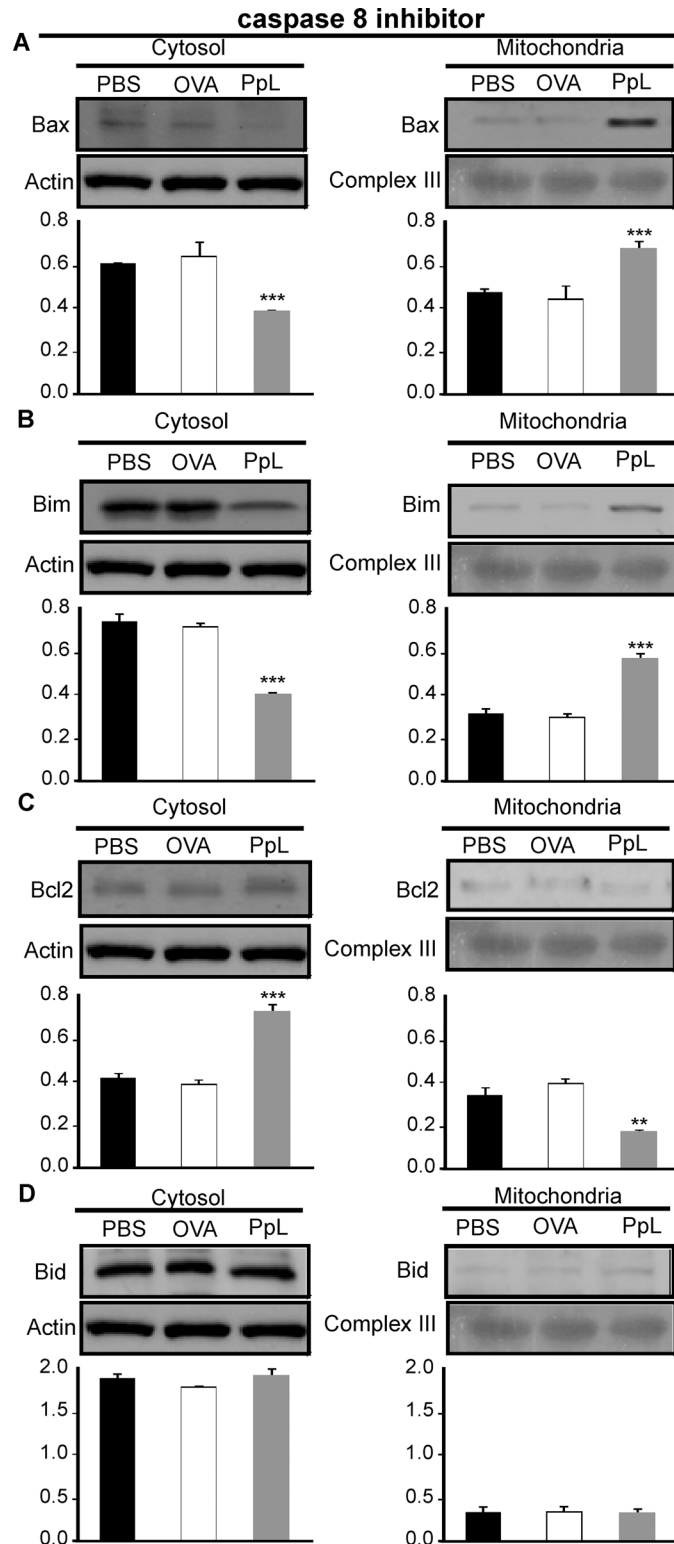 caspase 8 inhibitor
A
Cytosol
Mitochondria
PBS OVA PpL
PBS OVA PpL
Bax
Bax
Actin
Complex III
0.8
0.6
0.4
0.2
0.0
***
0.8
0.6
0.4
0.2
0.0
***
B
Cytosol
Mitochondria
PBS OVA PpL
PBS OVA PpL
Bim
Bim
Actin
Complex III
0.8
0.6
0.4
0.2
0.0
***
0.8
0.6
0.4
0.2
0.0
***
C
Cytosol
Mitochondria
PBS OVA PpL
PBS OVA PpL
Bcl2
Bcl2
Actin
Complex III
0.8
0.6
0.4
0.2
0.0
***
0.8
0.6
0.4
0.2
0.0
**
D
Cytosol
Mitochondria
PBS OVA PpL
PBS OVA PpL
Bid
Bid
Actin
Complex III
2.0
1.5
1.0
0.5
0.0
2.0
1.5
1.0
0.5
0.0